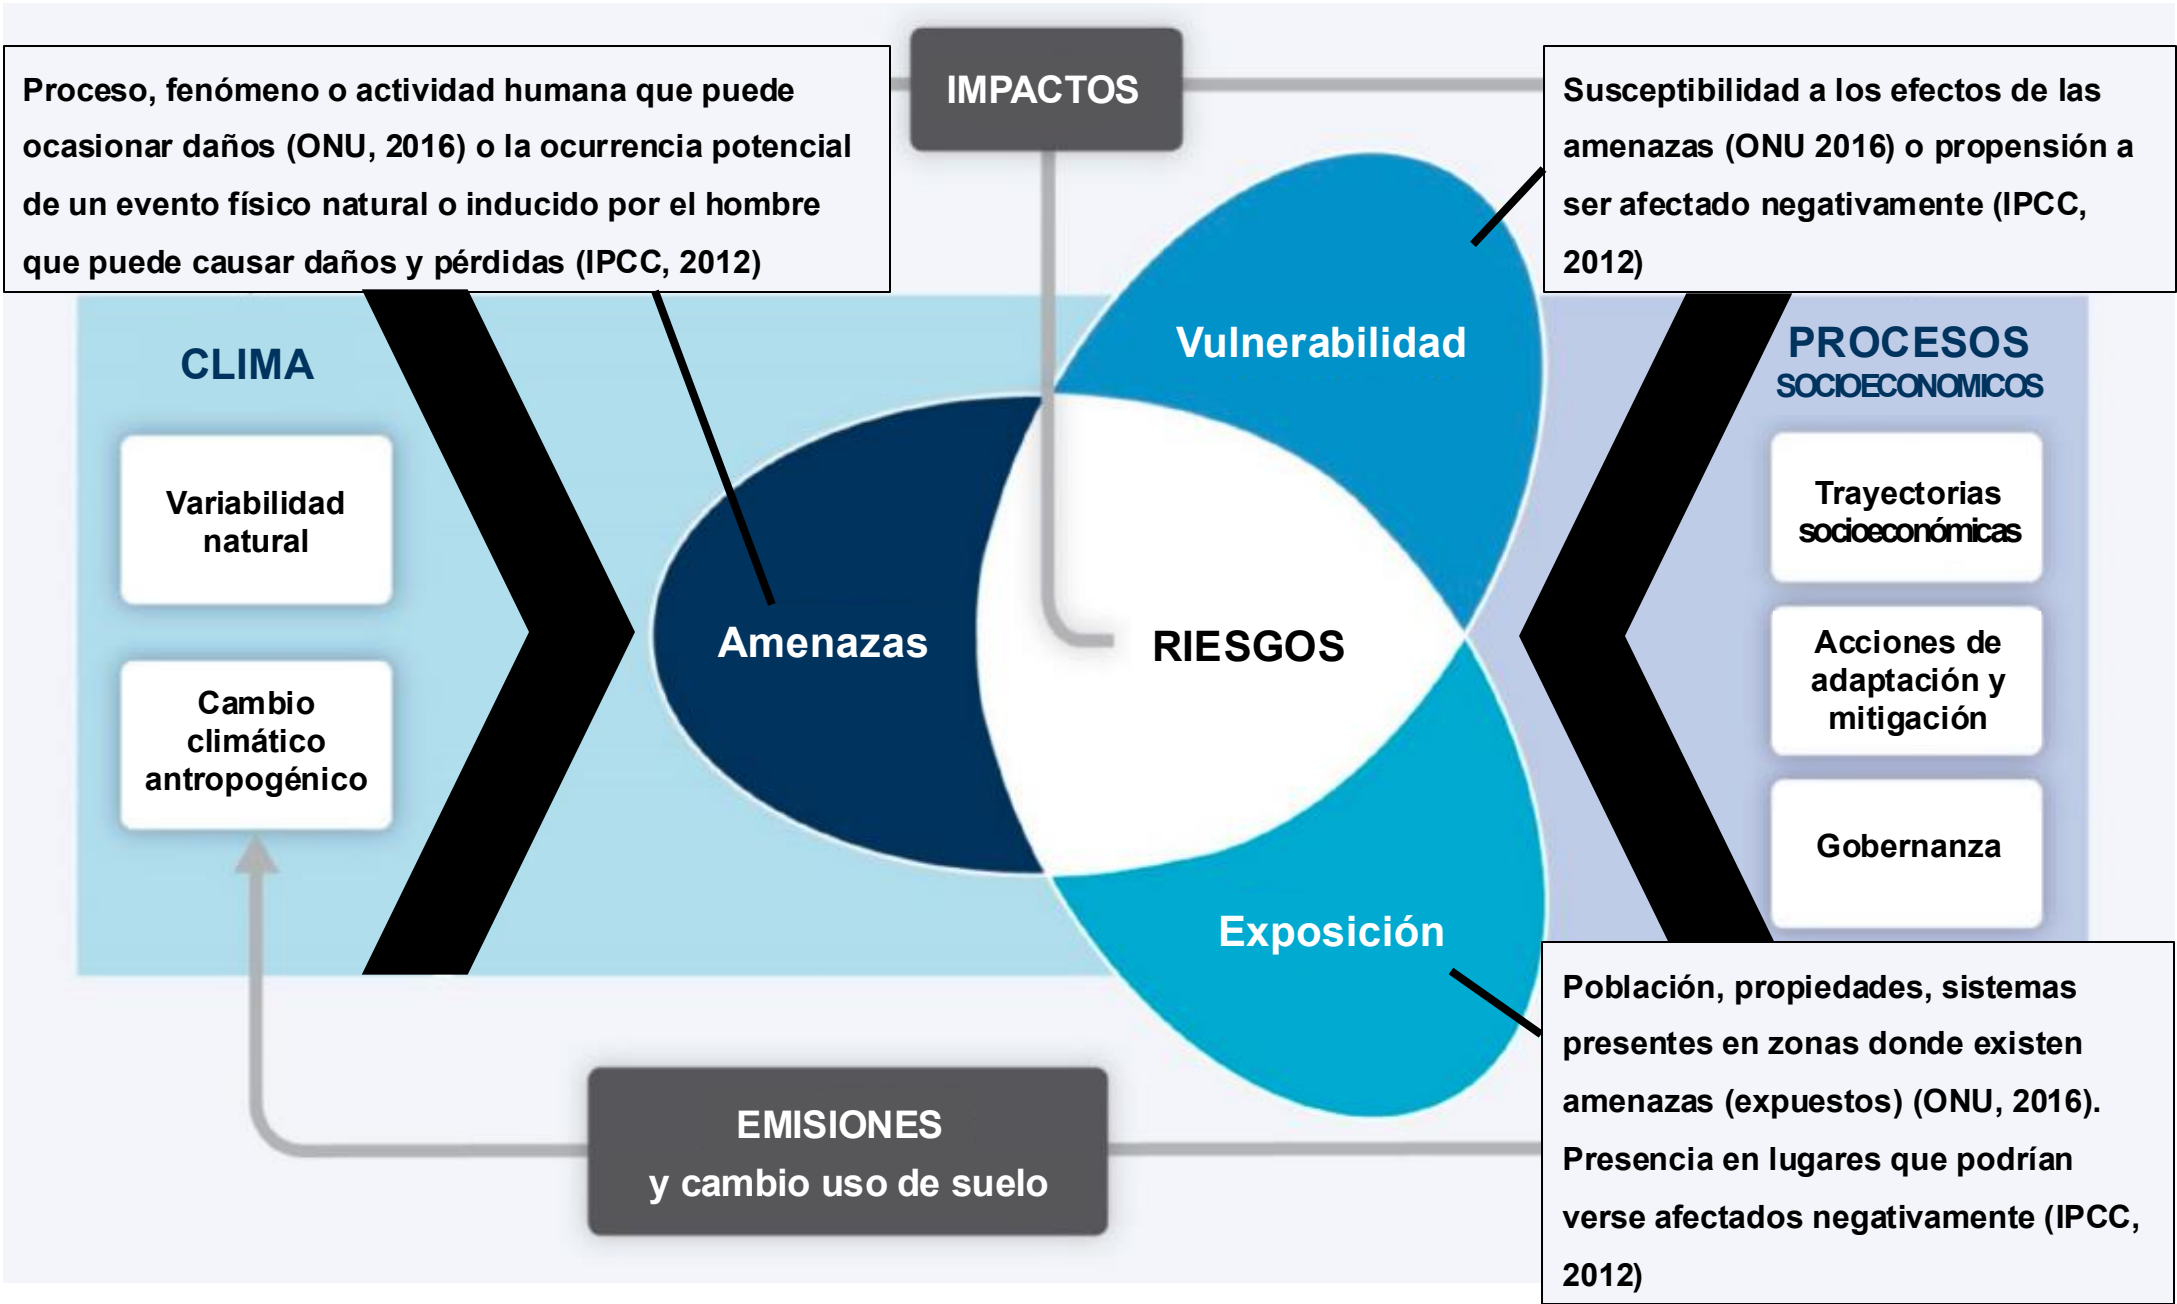 IMPACTOS
Proceso, fenómeno o actividad humana que puede
ocasionar daños (ONU, 2016) o la ocurrencia potencial
de un evento físico natural o inducido por el hombre
que puede causar daños y pérdidas (IPCC, 2012)
Susceptibilidad a los efectos de las
amenazas (ONU 2016) o propensión a
ser afectado negativamente (IPCC,
2012)
CLIMA
Variabilidad
natural
Cambio
climático
antropogénico
Vulnerabilidad
Amenazas
RIESGOS
Exposición
PROCESOS
SOCIOECONOMICOS
Trayectorias
socioeconómicas
Acciones de
adaptación y
mitigación
Gobernanza
EMISIONES
y cambio uso de suelo
Población, propiedades, sistemas
presentes en zonas donde existen
amenazas (expuestos) (ONU, 2016).
Presencia en lugares que podrían
verse afectados negativamente (IPCC,
2012)